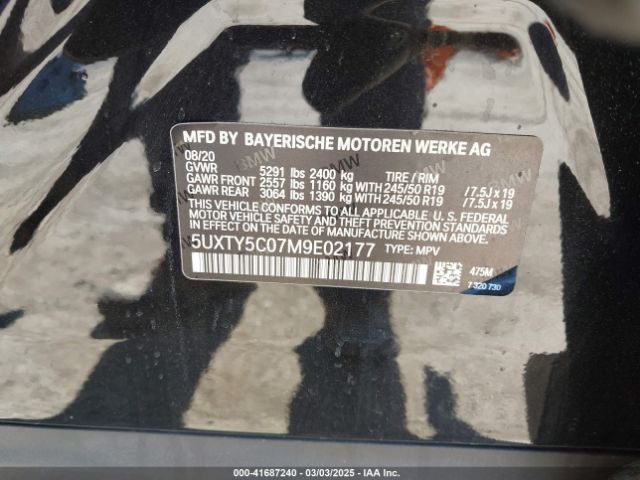 MFD BY BAYERISCHE MOTOREN WERKE AG
08/20
GVWR 5291 lbs 2400 kg TIRE / RIM
GAWR FRONT 2557 lbs 1160 kg WITH 245/50 R19 / 7.5J x 19
GAWR REAR 3064 lbs 1390 kg WITH 245/50 R19 / 7.5J x 19
THIS VEHICLE CONFORMS TO ALL APPLICABLE U. S. FEDERAL
MOTOR VEHICLE SAFETY AND THEFT PREVENTION STANDARDS
IN EFFECT ON THE DATE OF MANUFACTURE SHOWN ABOVE.
5UXTY5C07M9E02177 TYPE: MPV
475M
7 320 730
000-41687240 - 03/03/2025 - IAA Inc.